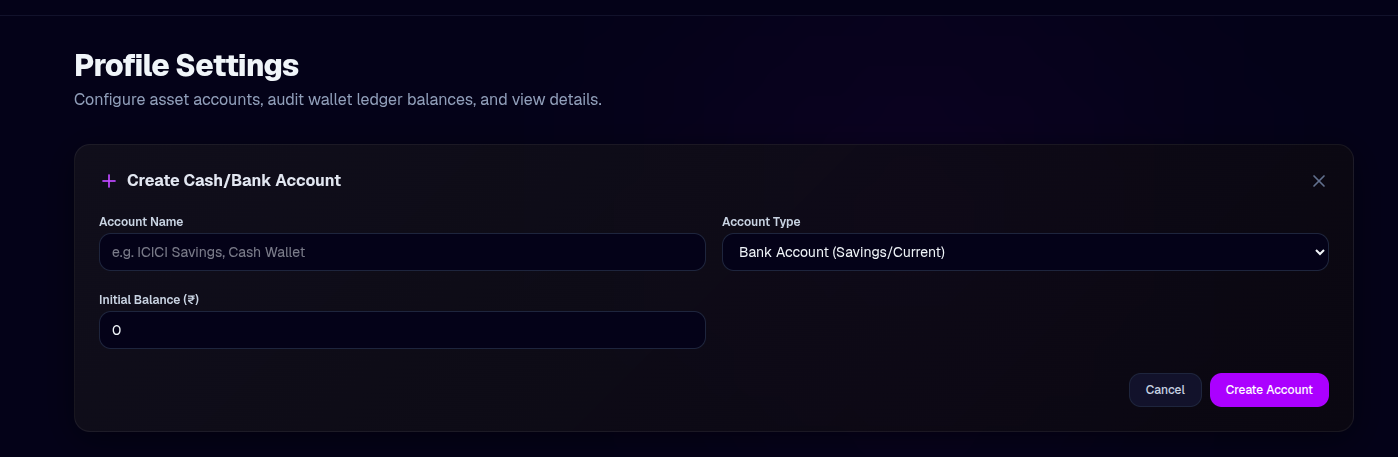 Profile Settings
Configure asset accounts, audit wallet ledger balances, and view details.
Create Cash/Bank Account
Account Name
Account Type
e.g. ICICI Savings, Cash Wallet
Bank Account (Savings/Current)
Initial Balance (₹)
0
Cancel
Create Account